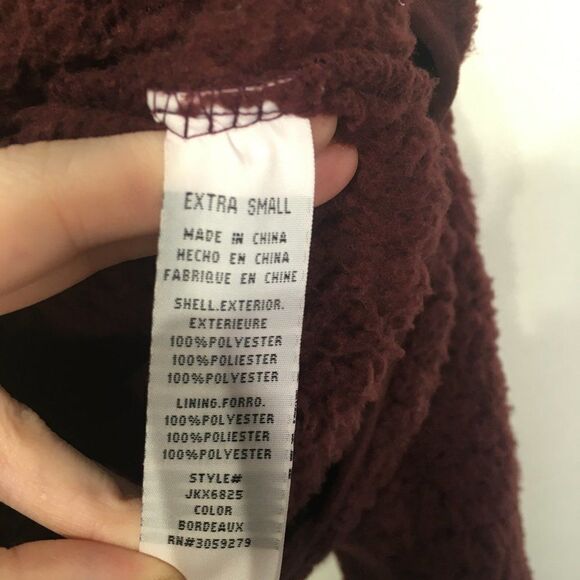 EXTRA SMALL
MADE IN CHINA
HECHO EN CHINA
FABRIQUE EN CHINE
SHELL.EXTERIOR.
EXTERIEURE
100%POLYESTER
100%POLIESTER
100%POLYESTER
LINING.FORRO.
100%POLYESTER
100%POLIESTER
100%POLYESTER
STYLE#
JKX6825
COLOR
BORDEAUX
RN#3059279